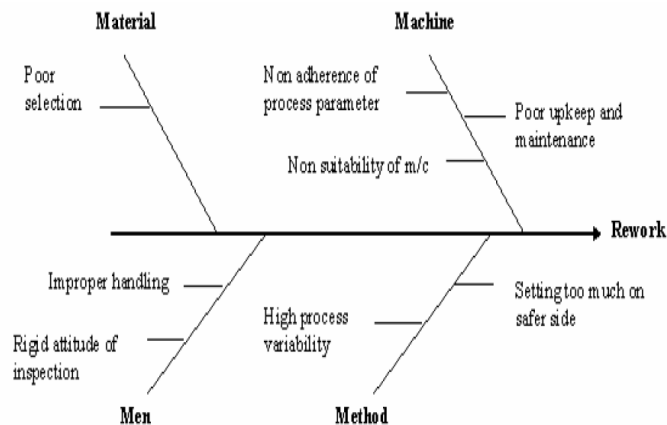 Material
Machine
Poor
selection
Non adherence of
process parameter
Poor upkeep and
maintenance
Non suitability of m/c
Rework
Improper handling
Rigid attitude of
inspection
High process
variability
Setting too much on
safer side
Men
Method